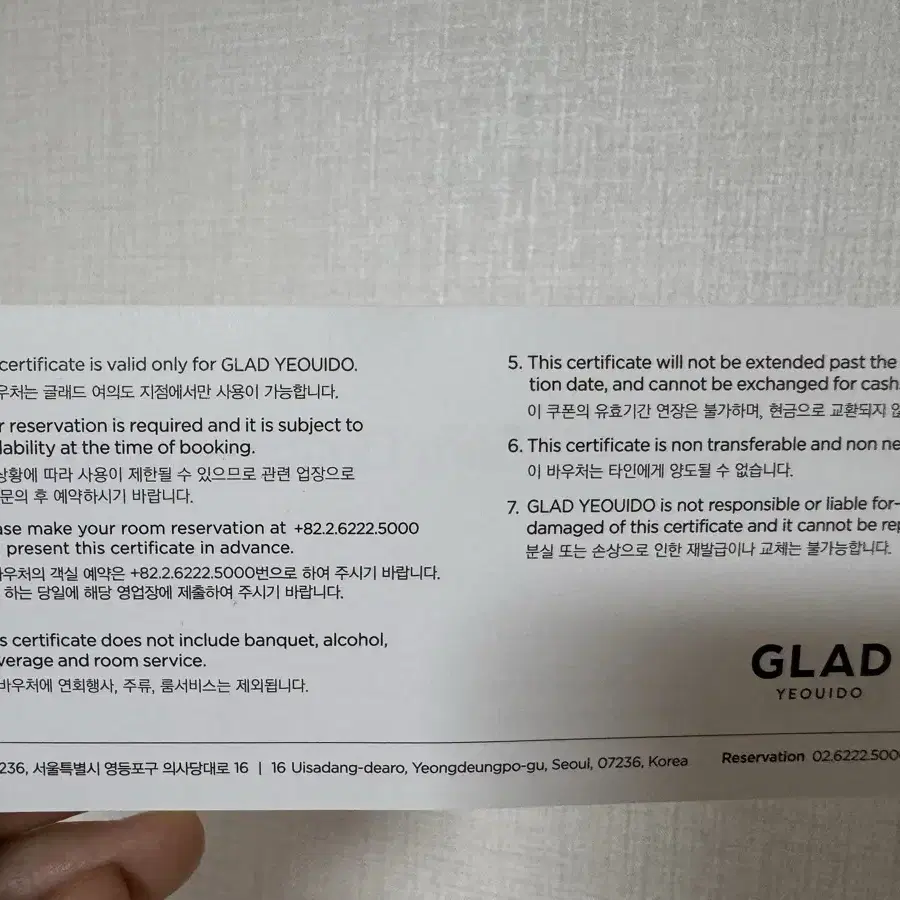 certificate is valid only for GLAD YEOUIDO.
우처는 글래드 여의도 지점에서만 사용이 가능합니다.
r reservation is required and it is subject to
lability at the time of booking.
상황에 따라 사용이 제한될 수 있으므로 관련 업장으로
문의 후 예약하시기 바랍니다.
ase make your room reservation at +82.2.6222.5000
present this certificate in advance.
우처의 객실 예약은 +82.2.6222.5000번으로 하여 주시기 바랍니다.
하는 당일에 해당 영업장에 제출하여 주시기 바랍니다.
s certificate does not include banquet, alcohol,
verage and room service.
바우처에 연회행사, 주류, 룸서비스는 제외됩니다.
5. This certificate will not be extended past the
tion date, and cannot be exchanged for cash.
이 쿠폰의 유효기간 연장은 불가하며, 현금으로 교환되지 않
6. This certificate is non transferable and non ne
이 바우처는 타인에게 양도될 수 없습니다.
7. GLAD YEOUIDO is not responsible or liable for
damaged of this certificate and it cannot be rep
분실 또는 손상으로 인한 재발급이나 교체는 불가능합니다.
GLAD
YEOUIDO
236, 서울특별시 영등포구 의사당대로 16 | 16 Uisadang-dearo, Yeongdeungpo-gu, Seoul, 07236, Korea Reservation 02.6222.500